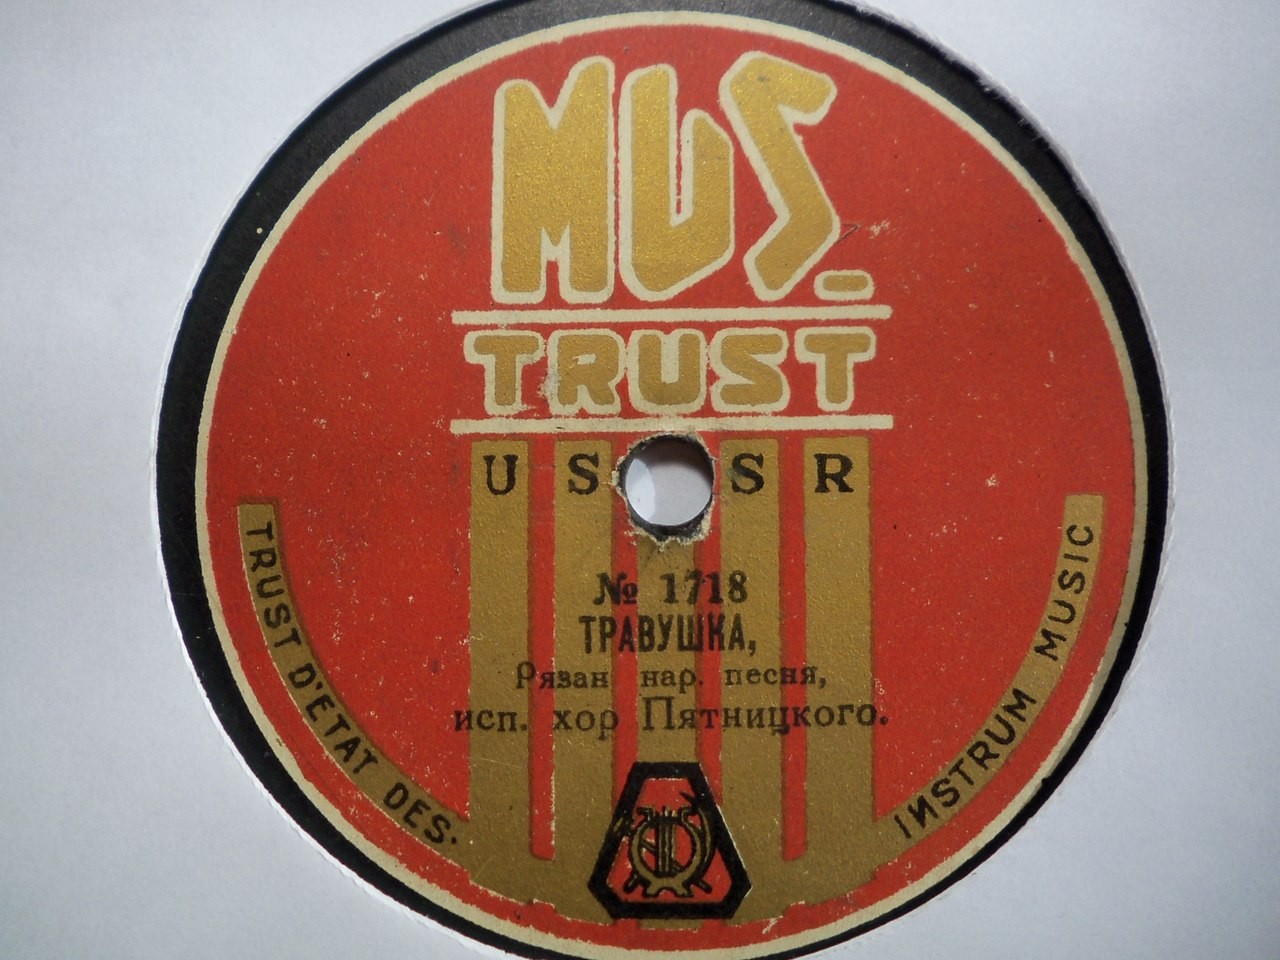 MUS.
TRUST
U S S R
№ 1718
ТРАВУШКА,
Рязан нар. песня,
исп. хор Пятницкого.
TRUST D'ETAT DES.
INSTRUM MUSIC